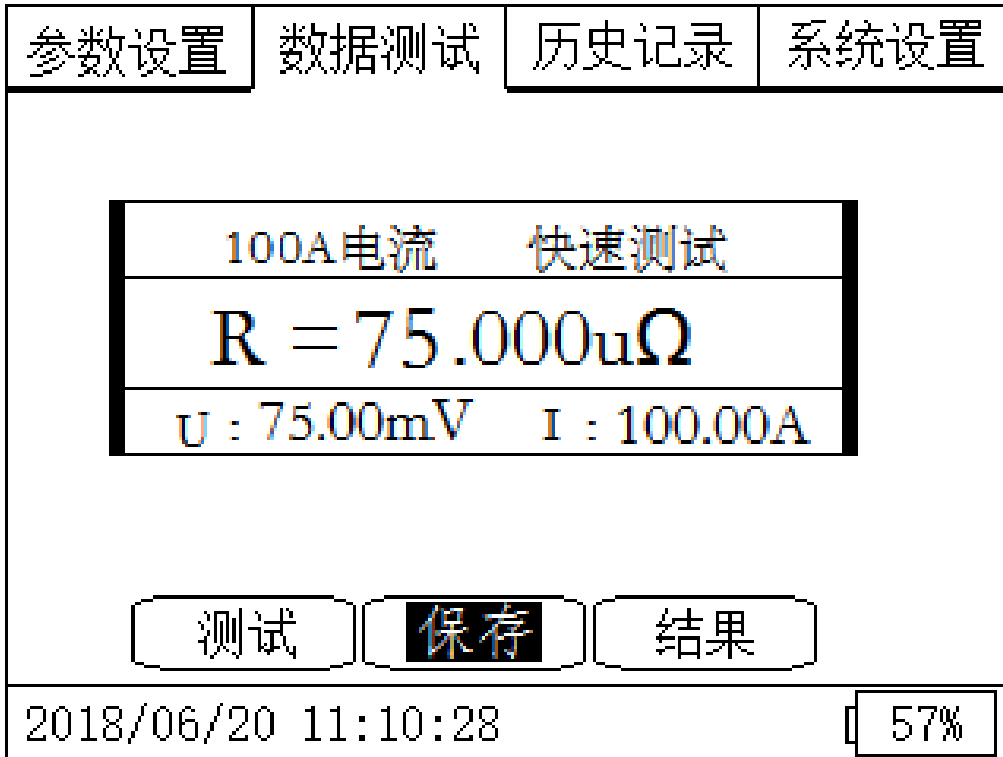 参数设置 数据测试 历史记录 系统设置
100A电流 快速测试
R =75.000uΩ
U : 75.00mV I : 100.00A
测试 保存 结果
2018/06/20 11:10:28 57%